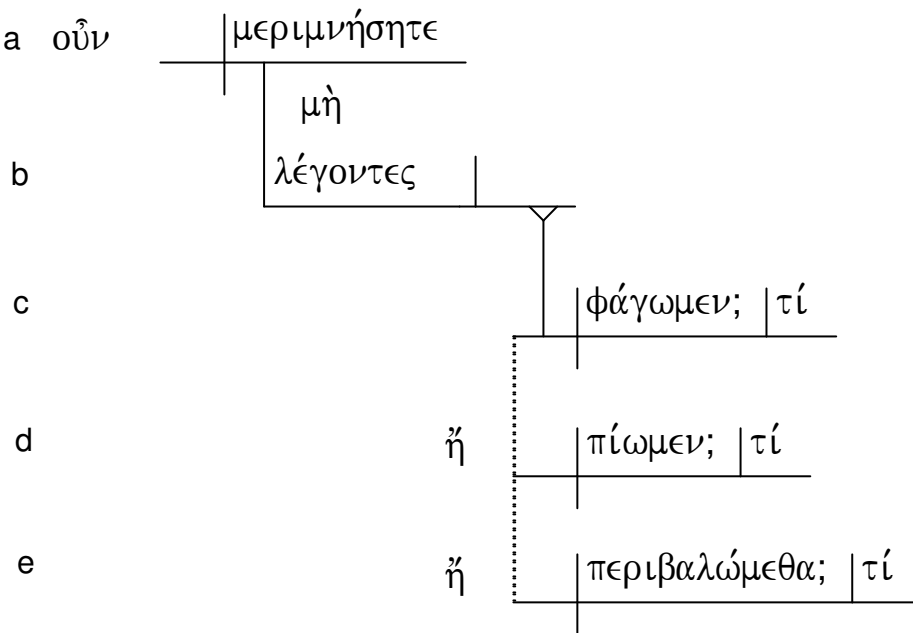 a οὖν μεριμνήσητε
μὴ
b λέγοντες
c φάγωμεν; τί
d ἤ πίωμεν; τί
e ἤ περιβαλώμεθα; τί